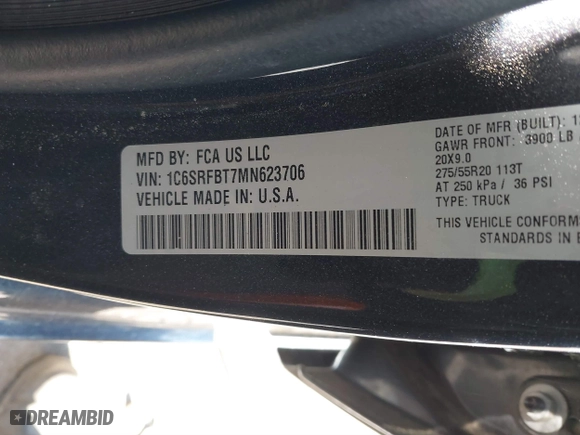 MFD BY: FCA US LLC
VIN: 1C6SRFBT7MN623706
VEHICLE MADE IN: U.S.A.
DATE OF MFR (BUILT):
GAWR FRONT: 3900 LB
20X9.0
275/55R20 113T
AT 250 kPa / 36 PSI
TYPE: TRUCK
THIS VEHICLE CONFORMS
STANDARDS IN
DREAMBID